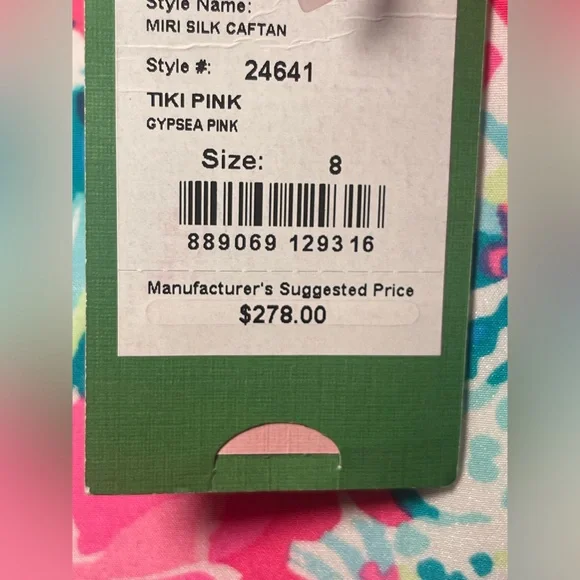 Style Name:
MIRI SILK CAFTAN
Style #: 24641
TIKI PINK
GYPSEA PINK
Size: 8
889069 129316
Manufacturer's Suggested Price
$278.00